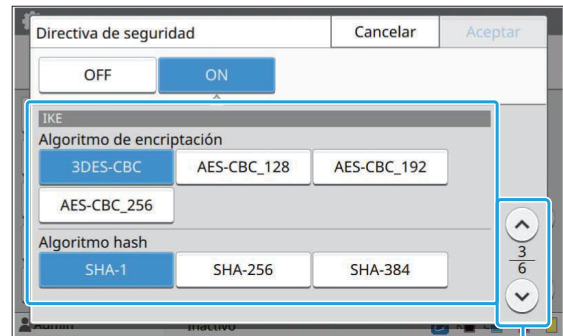 Directiva de seguridad Cancelar Aceptar
OFF ON
IKE
Algoritmo de encriptación
3DES-CBC AES-CBC_128 AES-CBC_192
AES-CBC_256
Algoritmo hash
3
6
SHA-1 SHA-256 SHA-384
Admin Inactivo